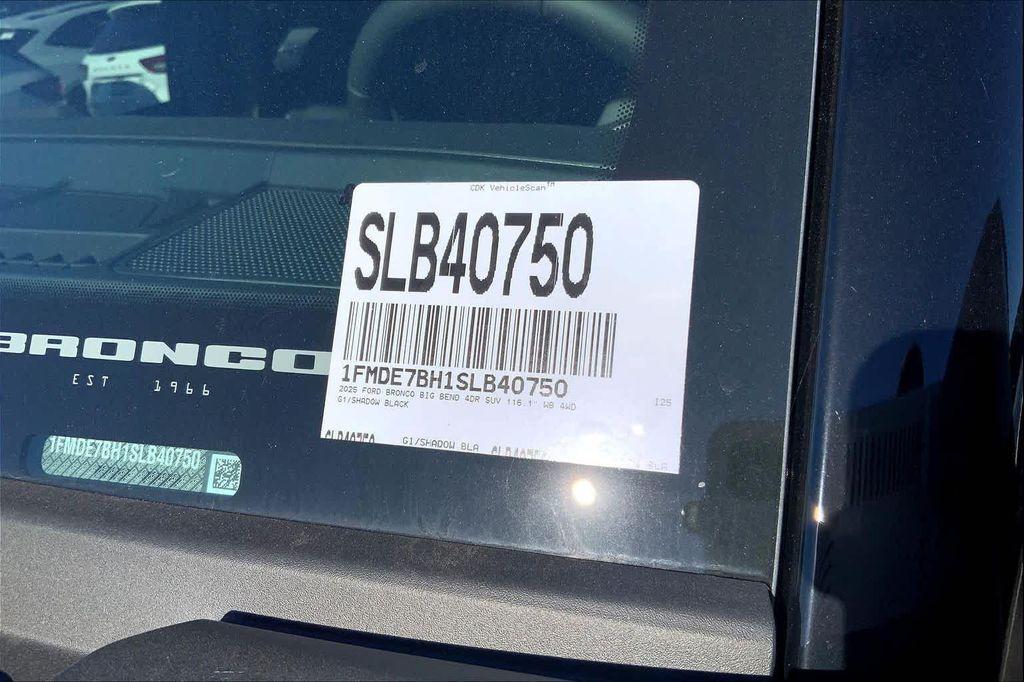 CDK VehicleScan™
SLB40750
1FMDE7BH1SLB40750
2025 FORD BRONCO BIG BEND 4DR SUV 116.1" WB 4WD
G1/SHADOW BLACK
125
G1/SHADOW BLA
BRONCO
EST 1966
1FMDE7BH1SLB40750